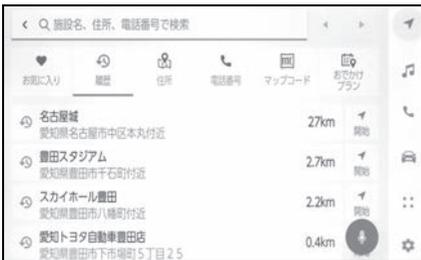 施設名、住所、電話番号で検索
お気に入り
履歴
住所
電話番号
マップコード
おでかけ
プラン
名古屋城
愛知県名古屋市中区本丸付近
27km
開始
豊田スタジアム
愛知県豊田市千石町付近
2.7km
開始
スカイホール豊田
愛知県豊田市八幡町付近
2.2km
開始
愛知トヨタ自動車豊田店
愛知県豊田市下市場町5丁目25
0.4km